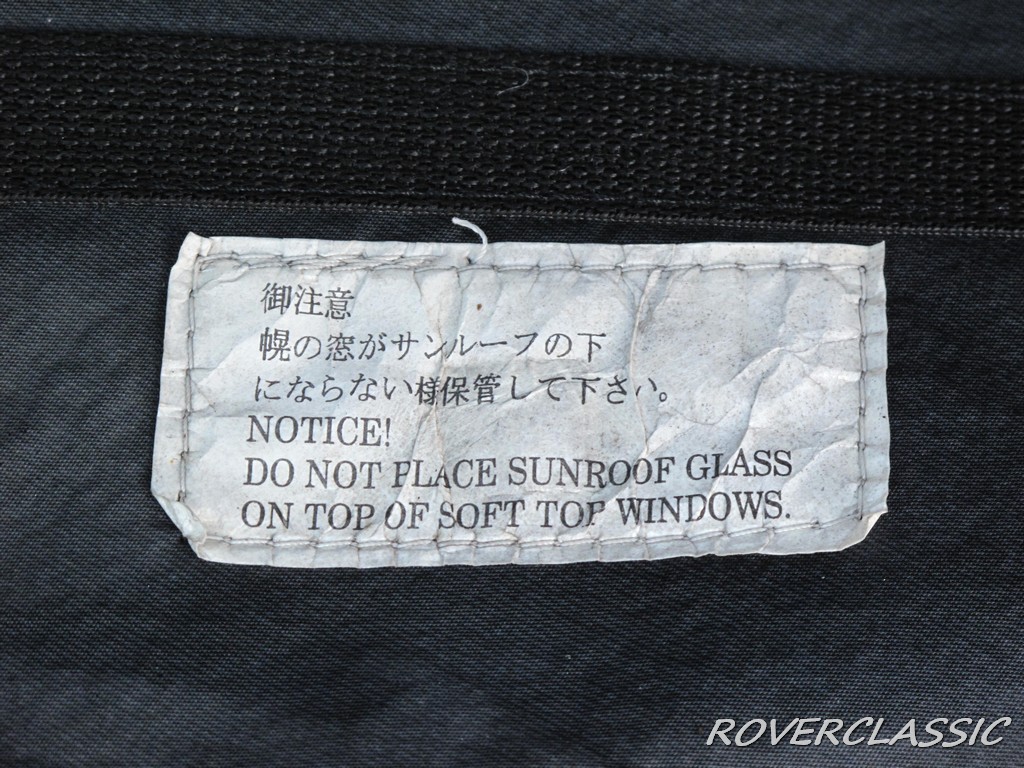 御注意
幌の窓がサンルーフの下
にならない様保管して下さい。
NOTICE!
DO NOT PLACE SUNROOF GLASS
ON TOP OF SOFT TOP WINDOWS.
ROVERCLASSIC